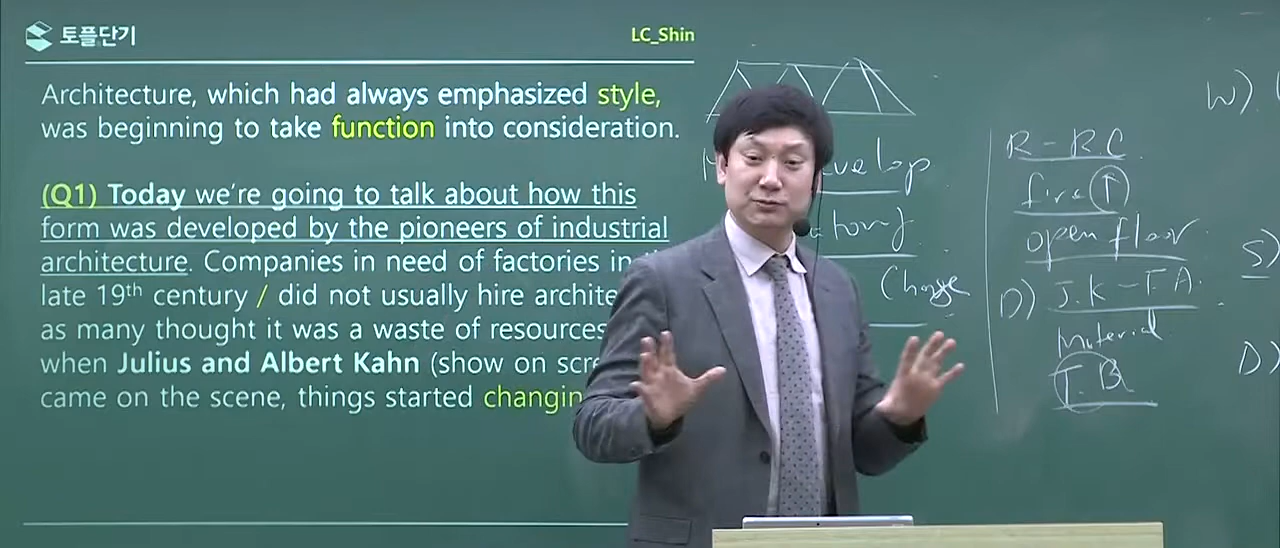 토플단기
LC_Shin
Architecture, which had always emphasized style,
was beginning to take function into consideration.
(Q1) Today we're going to talk about how this
form was developed by the pioneers of industrial
architecture. Companies in need of factories in
late 19th century / did not usually hire archite
as many thought it was a waste of resources
when Julius and Albert Kahn (show on scre
came on the scene, things started changin
velop
Change
R - R.C
fire ↑
open floor
D) J.K - T.A.
material
T.B
W)
S)
D)